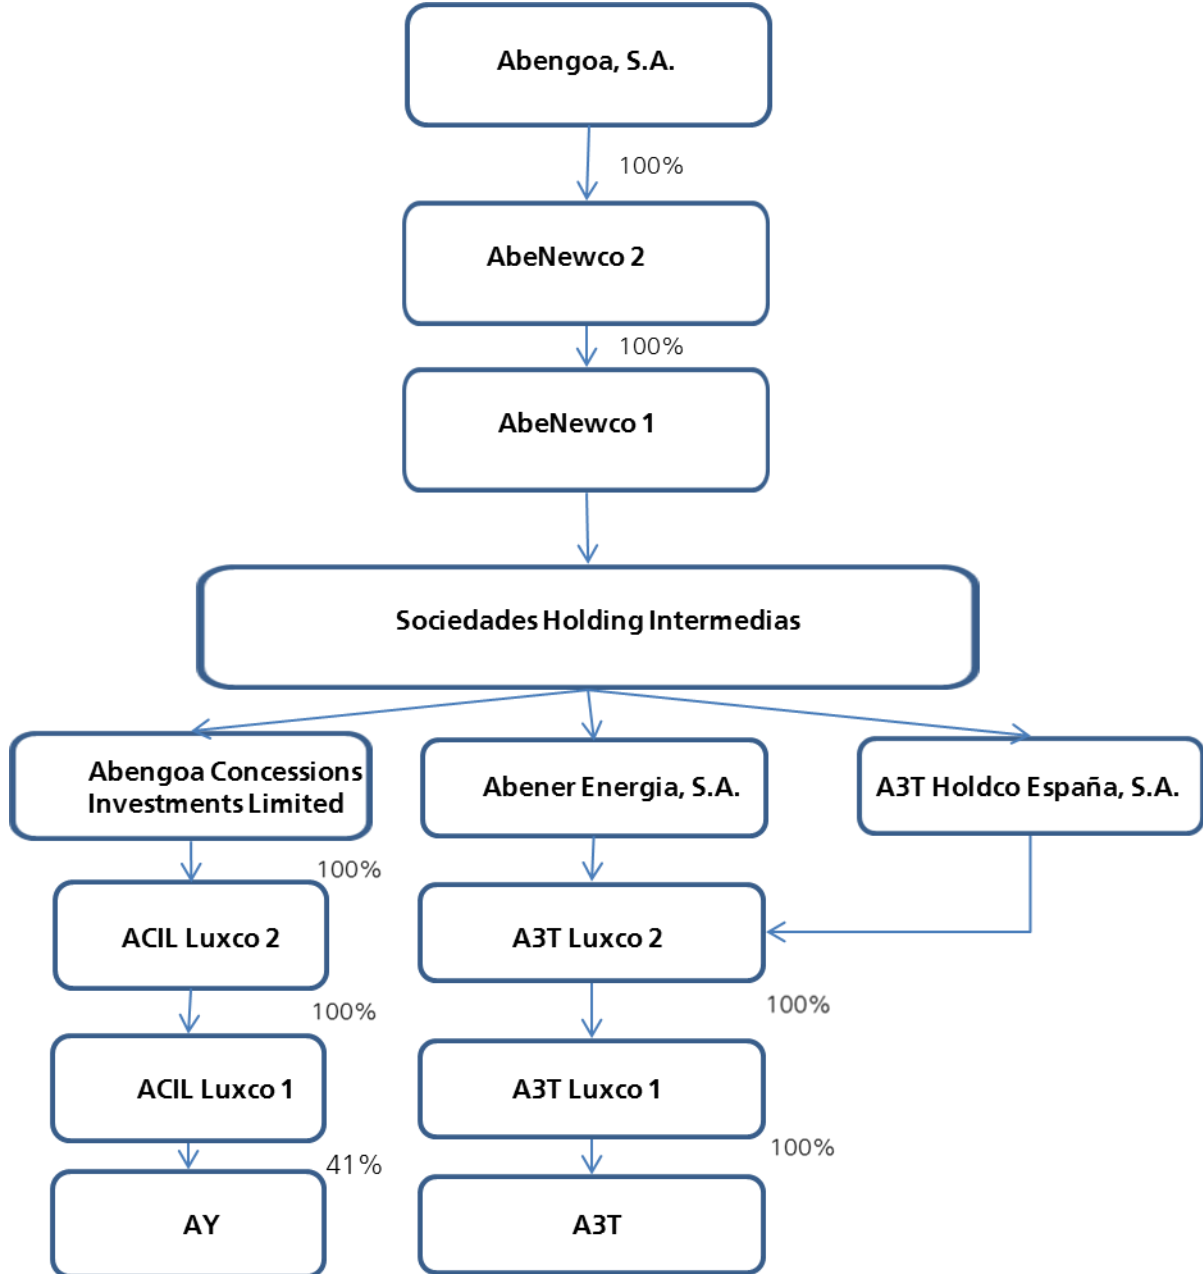 Abengoa, S.A.
100%
AbeNewco 2
100%
AbeNewco 1
Sociedades Holding Intermedias
Abengoa Concessions
Investments Limited
Abener Energia, S.A.
A3T Holdco España, S.A.
100%
ACIL Luxco 2
A3T Luxco 2
100%
100%
ACIL Luxco 1
A3T Luxco 1
41%
100%
AY
A3T